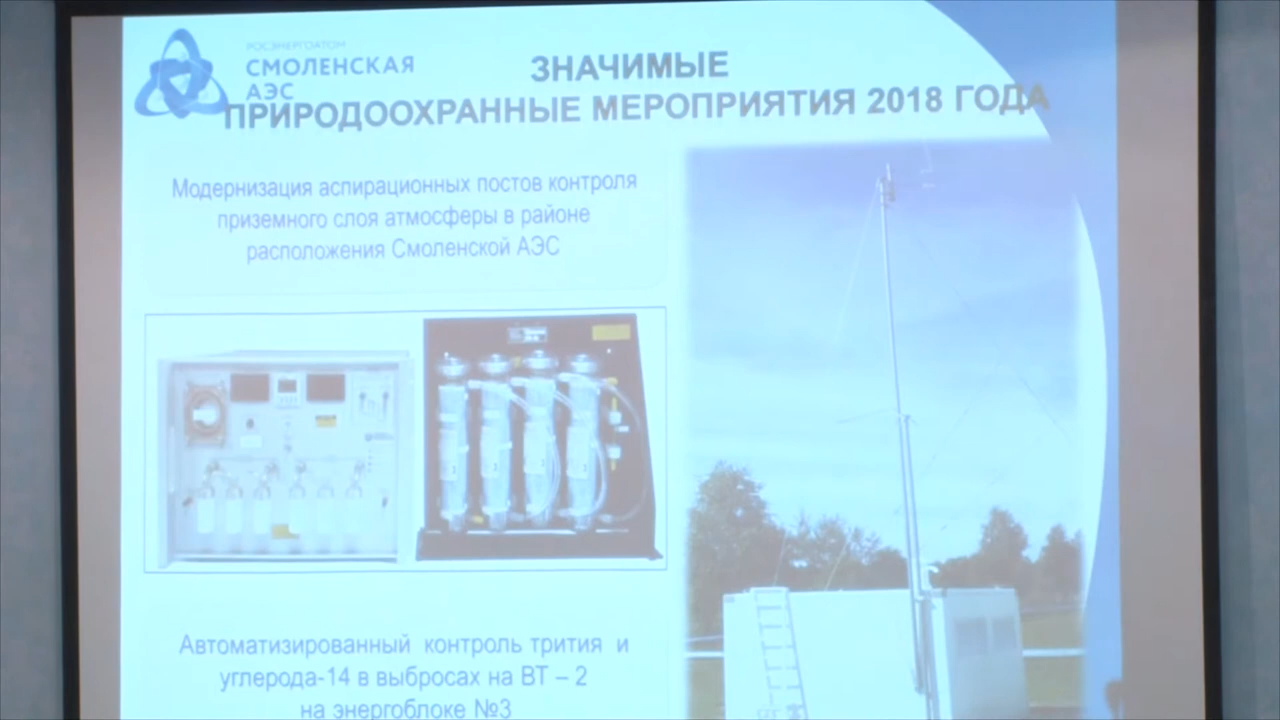 РОСЭНЕРГОАТОМ
СМОЛЕНСКАЯ
АЭС
ЗНАЧИМЫЕ
ПРИРОДООХРАННЫЕ МЕРОПРИЯТИЯ 2018 ГОДА
Модернизация аспирационных постов контроля
приземного слоя атмосферы в районе
расположения Смоленской АЭС
Автоматизированный контроль трития и
углерода-14 в выбросах на ВТ – 2
на энергоблоке №3